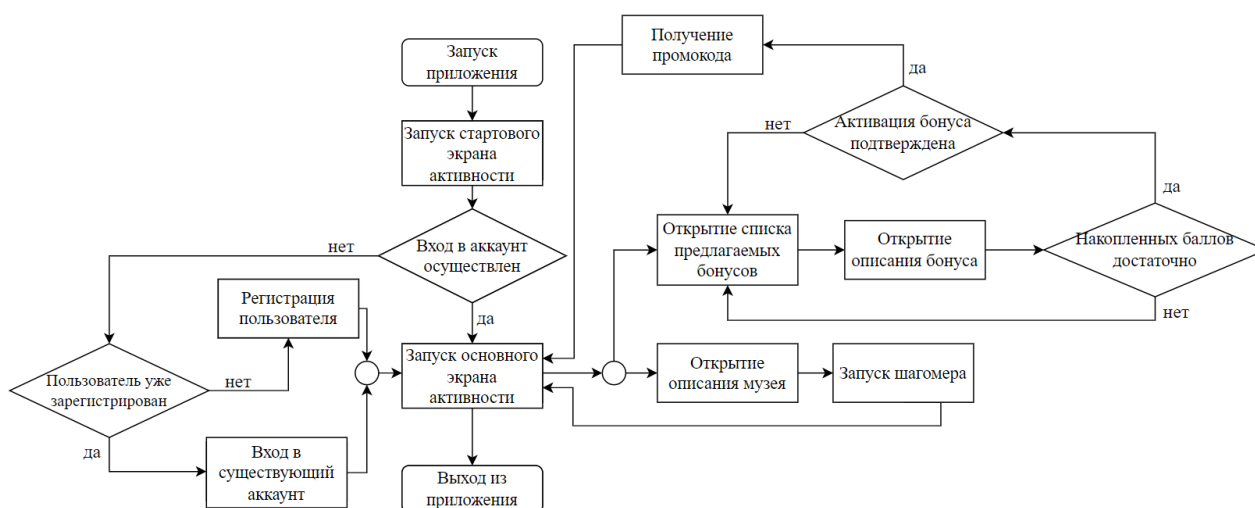 Запуск
приложения
Получение
промокода
да
Запуск стартового
экрана
активности
нет
Активация бонуса
подтверждена
да
нет
Вход в аккаунт
осуществлен
Открытие списка
предлагаемых
бонусов
Открытие
описания бонуса
Накопленных баллов
достаточно
нет
Регистрация
пользователя
да
Запуск основного
экрана
активности
Открытие
описания музея
Запуск шагомера
Пользователь уже
зарегистрирован
нет
да
Вход в
существующий
аккаунт
Выход из
приложения